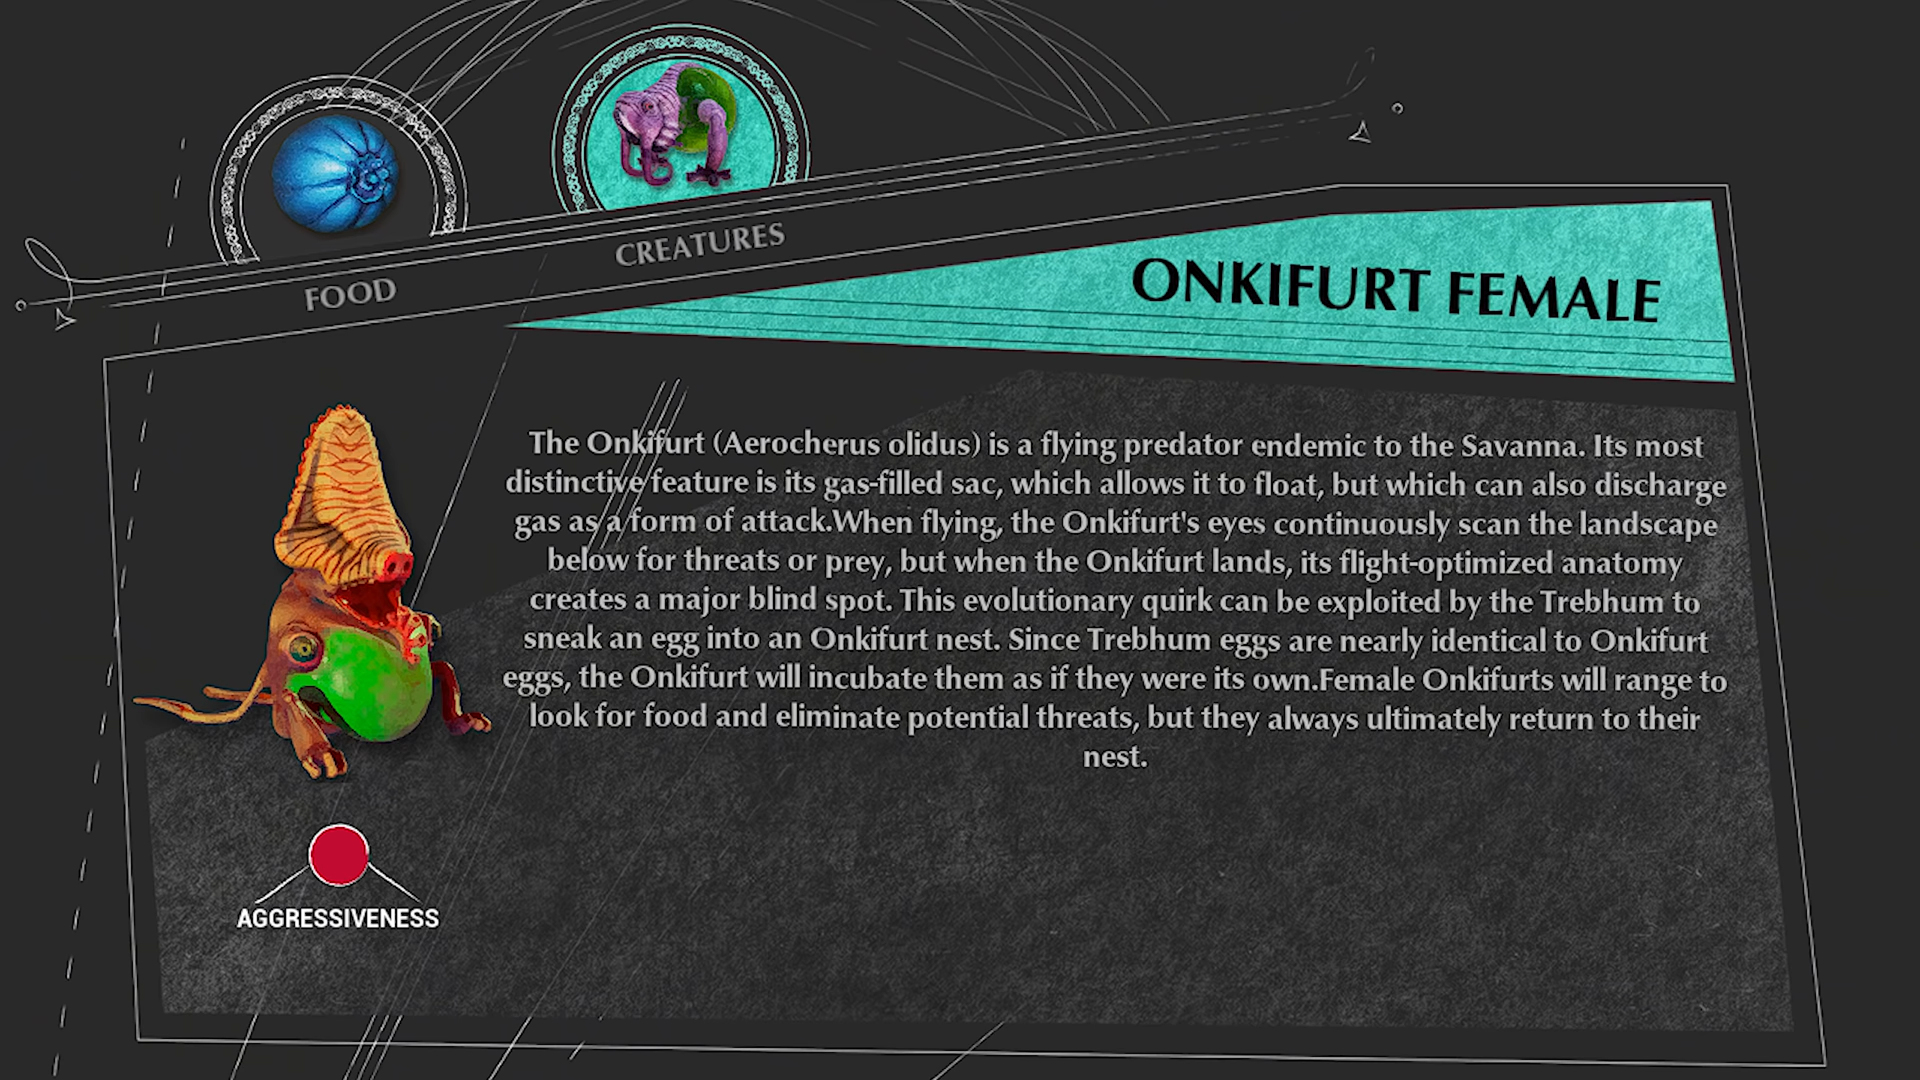 FOOD
CREATURES
ONKIFURT FEMALE
The Onkifurt (Aerocherus olidus) is a flying predator endemic to the Savanna. Its most
distinctive feature is its gas-filled sac, which allows it to float, but which can also discharge
gas as a form of attack.When flying, the Onkifurt's eyes continuously scan the landscape
below for threats or prey, but when the Onkifurt lands, its flight-optimized anatomy
creates a major blind spot. This evolutionary quirk can be exploited by the Trebhum to
sneak an egg into an Onkifurt nest. Since Trebhum eggs are nearly identical to Onkifurt
eggs, the Onkifurt will incubate them as if they were its own.Female Onkifurts will range to
look for food and eliminate potential threats, but they always ultimately return to their
nest.
AGGRESSIVENESS